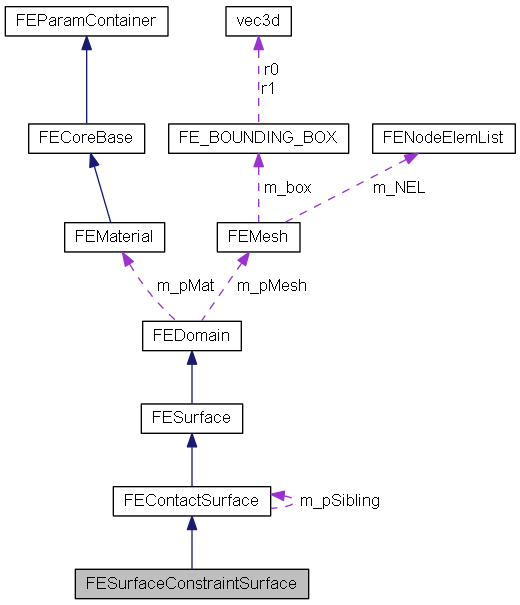 FEParamContainer
vec3d
r0
r1
FECoreBase
FE_BOUNDING_BOX
FENodeElemList
m_box
m_NEL
FEMaterial
FEMesh
m_pMat
m_pMesh
FEDomain
FESurface
FEContactSurface
m_pSibling
FESurfaceConstraintSurface